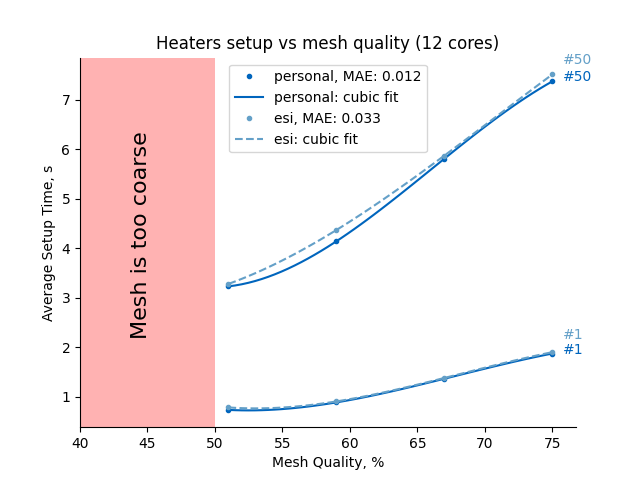 Heaters setup vs mesh quality (12 cores)
#50
#50
personal, MAE: 0.012
personal: cubic fit
esi, MAE: 0.033
esi: cubic fit
7
6
5
4
3
2
1
Average Setup Time, s
Mesh is too coarse
#1
#1
40
45
50
55
60
65
70
75
Mesh Quality, %